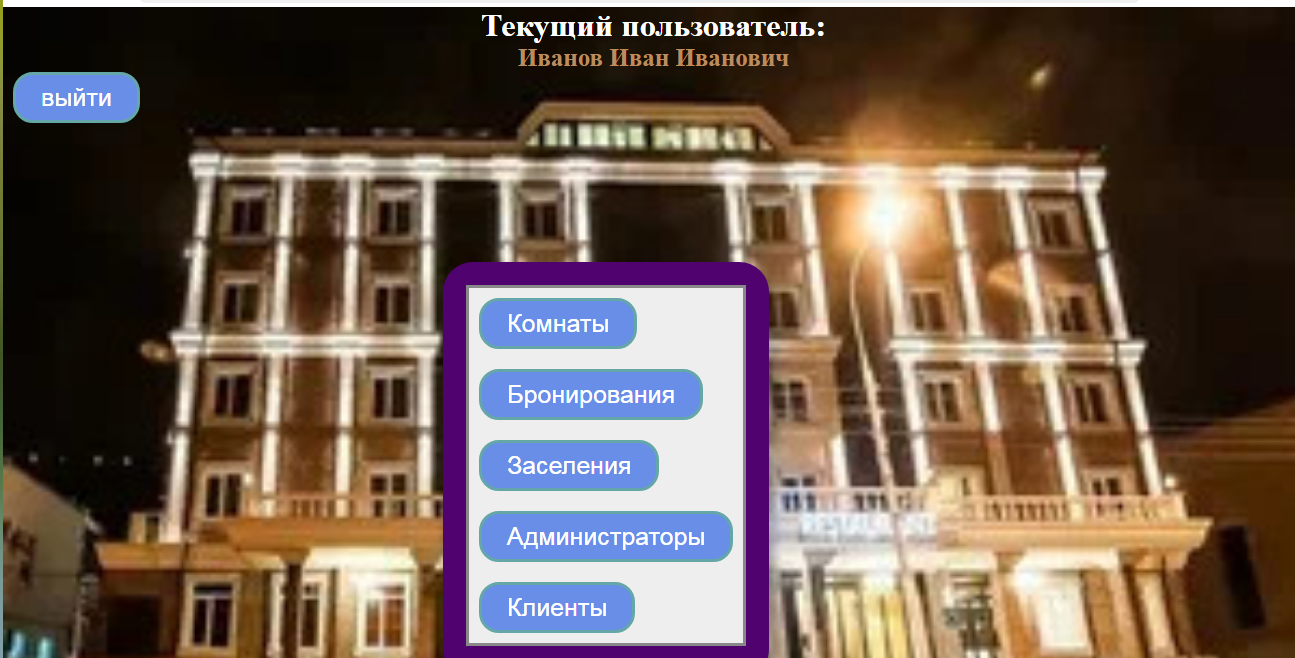 Текущий пользователь:
Иванов Иван Иванович
выйти
Комнаты
Бронирования
Заселения
Администраторы
Клиенты